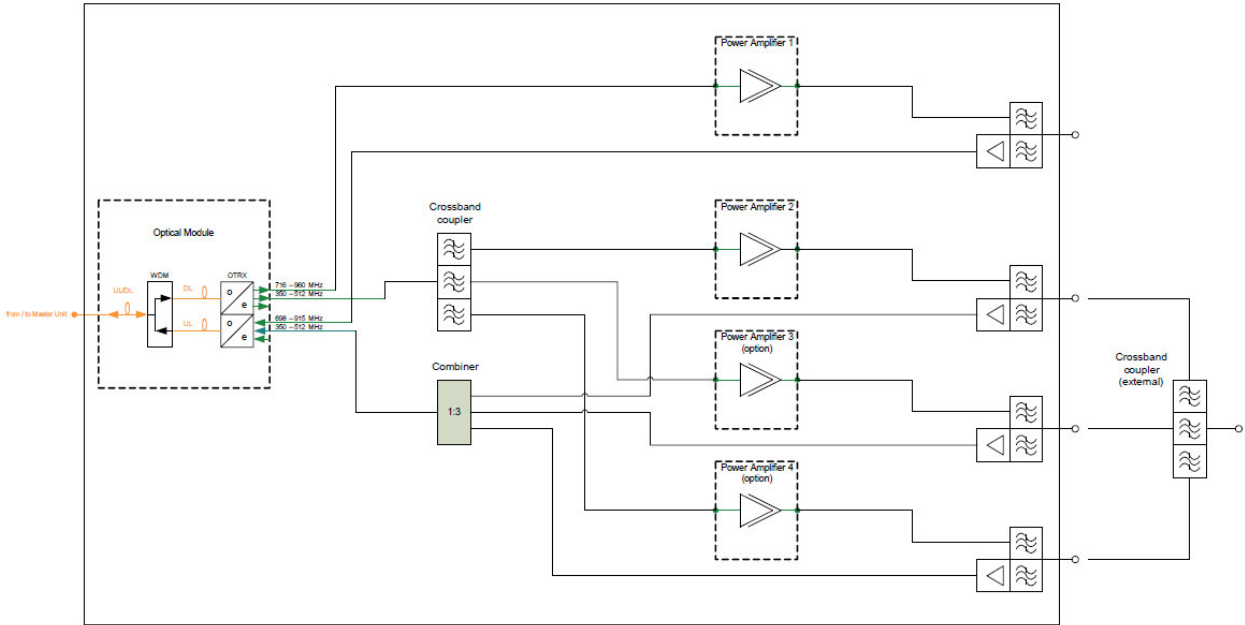 Power Amplifier 1
Optical Module
WDM
OTRX
UL/DL
DL
UL
from / to Master Unit
o
e
o
e
716 – 960 MHz
350 – 512 MHz
698 – 915 MHz
350 – 512 MHz
Crossband
coupler
Combiner
1:3
Power Amplifier 2
Power Amplifier 3
(option)
Power Amplifier 4
(option)
Crossband
coupler
(external)